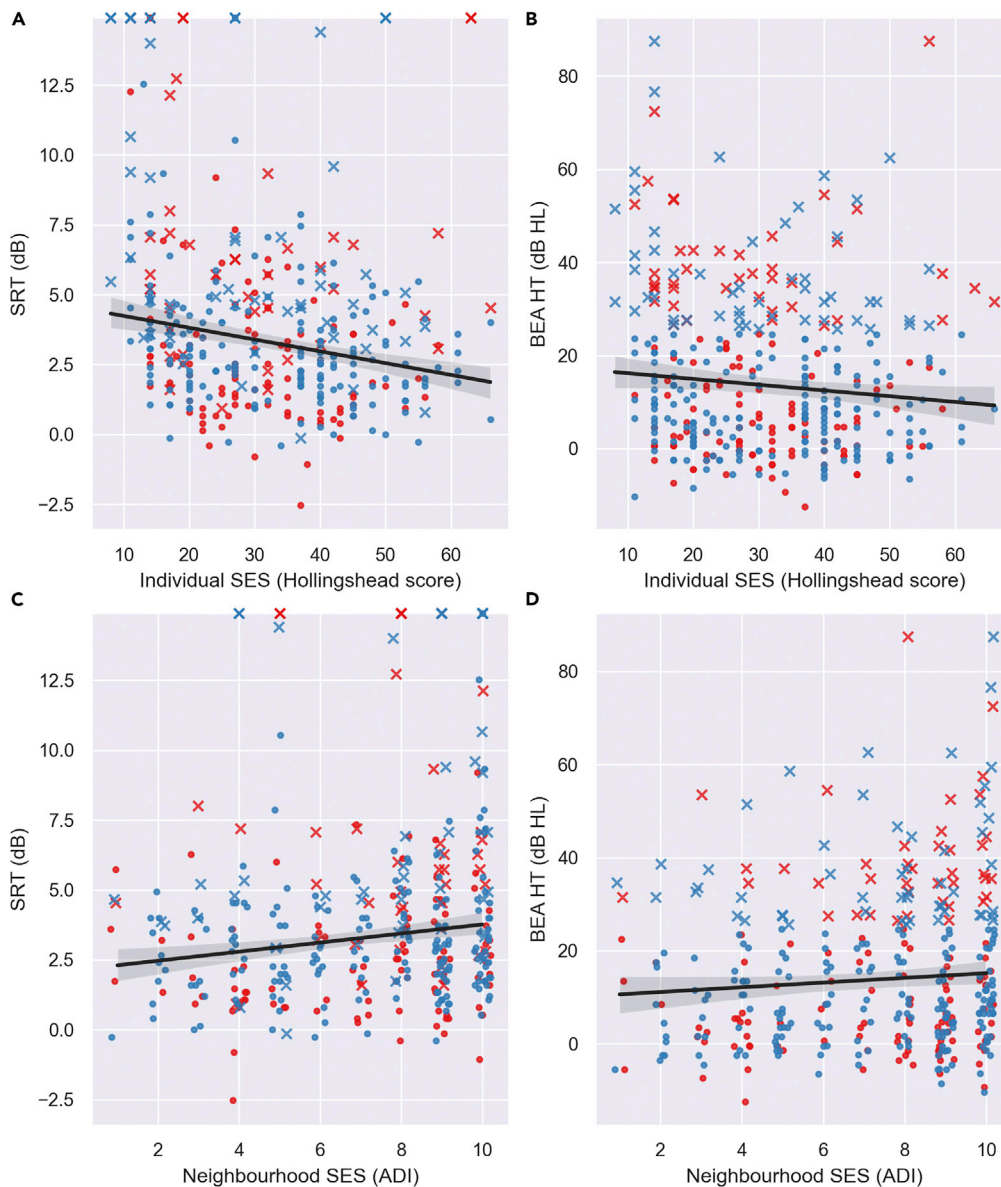 A
SRT (dB)
12.5
10.0
7.5
5.0
2.5
0.0
−2.5
10 20 30 40 50 60
Individual SES (Hollingshead score)
B
BEA HT (dB HL)
80
60
40
20
0
10 20 30 40 50 60
Individual SES (Hollingshead score)
C
SRT (dB)
12.5
10.0
7.5
5.0
2.5
0.0
−2.5
2 4 6 8 10
Neighbourhood SES (ADI)
D
BEA HT (dB HL)
80
60
40
20
0
2 4 6 8 10
Neighbourhood SES (ADI)